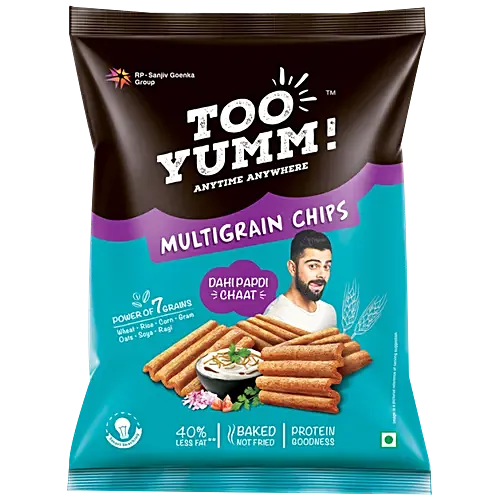 RP-Sanjiv Goenka
Group
TOO
YUMM!
TM
ANYTIME ANYWHERE
MULTIGRAIN CHIPS
DAHI PAPDI
CHAAT
POWER OF 7 GRAINS
Wheat • Rice • Corn • Gram
Oats • Soya • Ragi
40%
LESS FAT**
BAKED
NOT FRIED
PROTEIN
GOODNESS